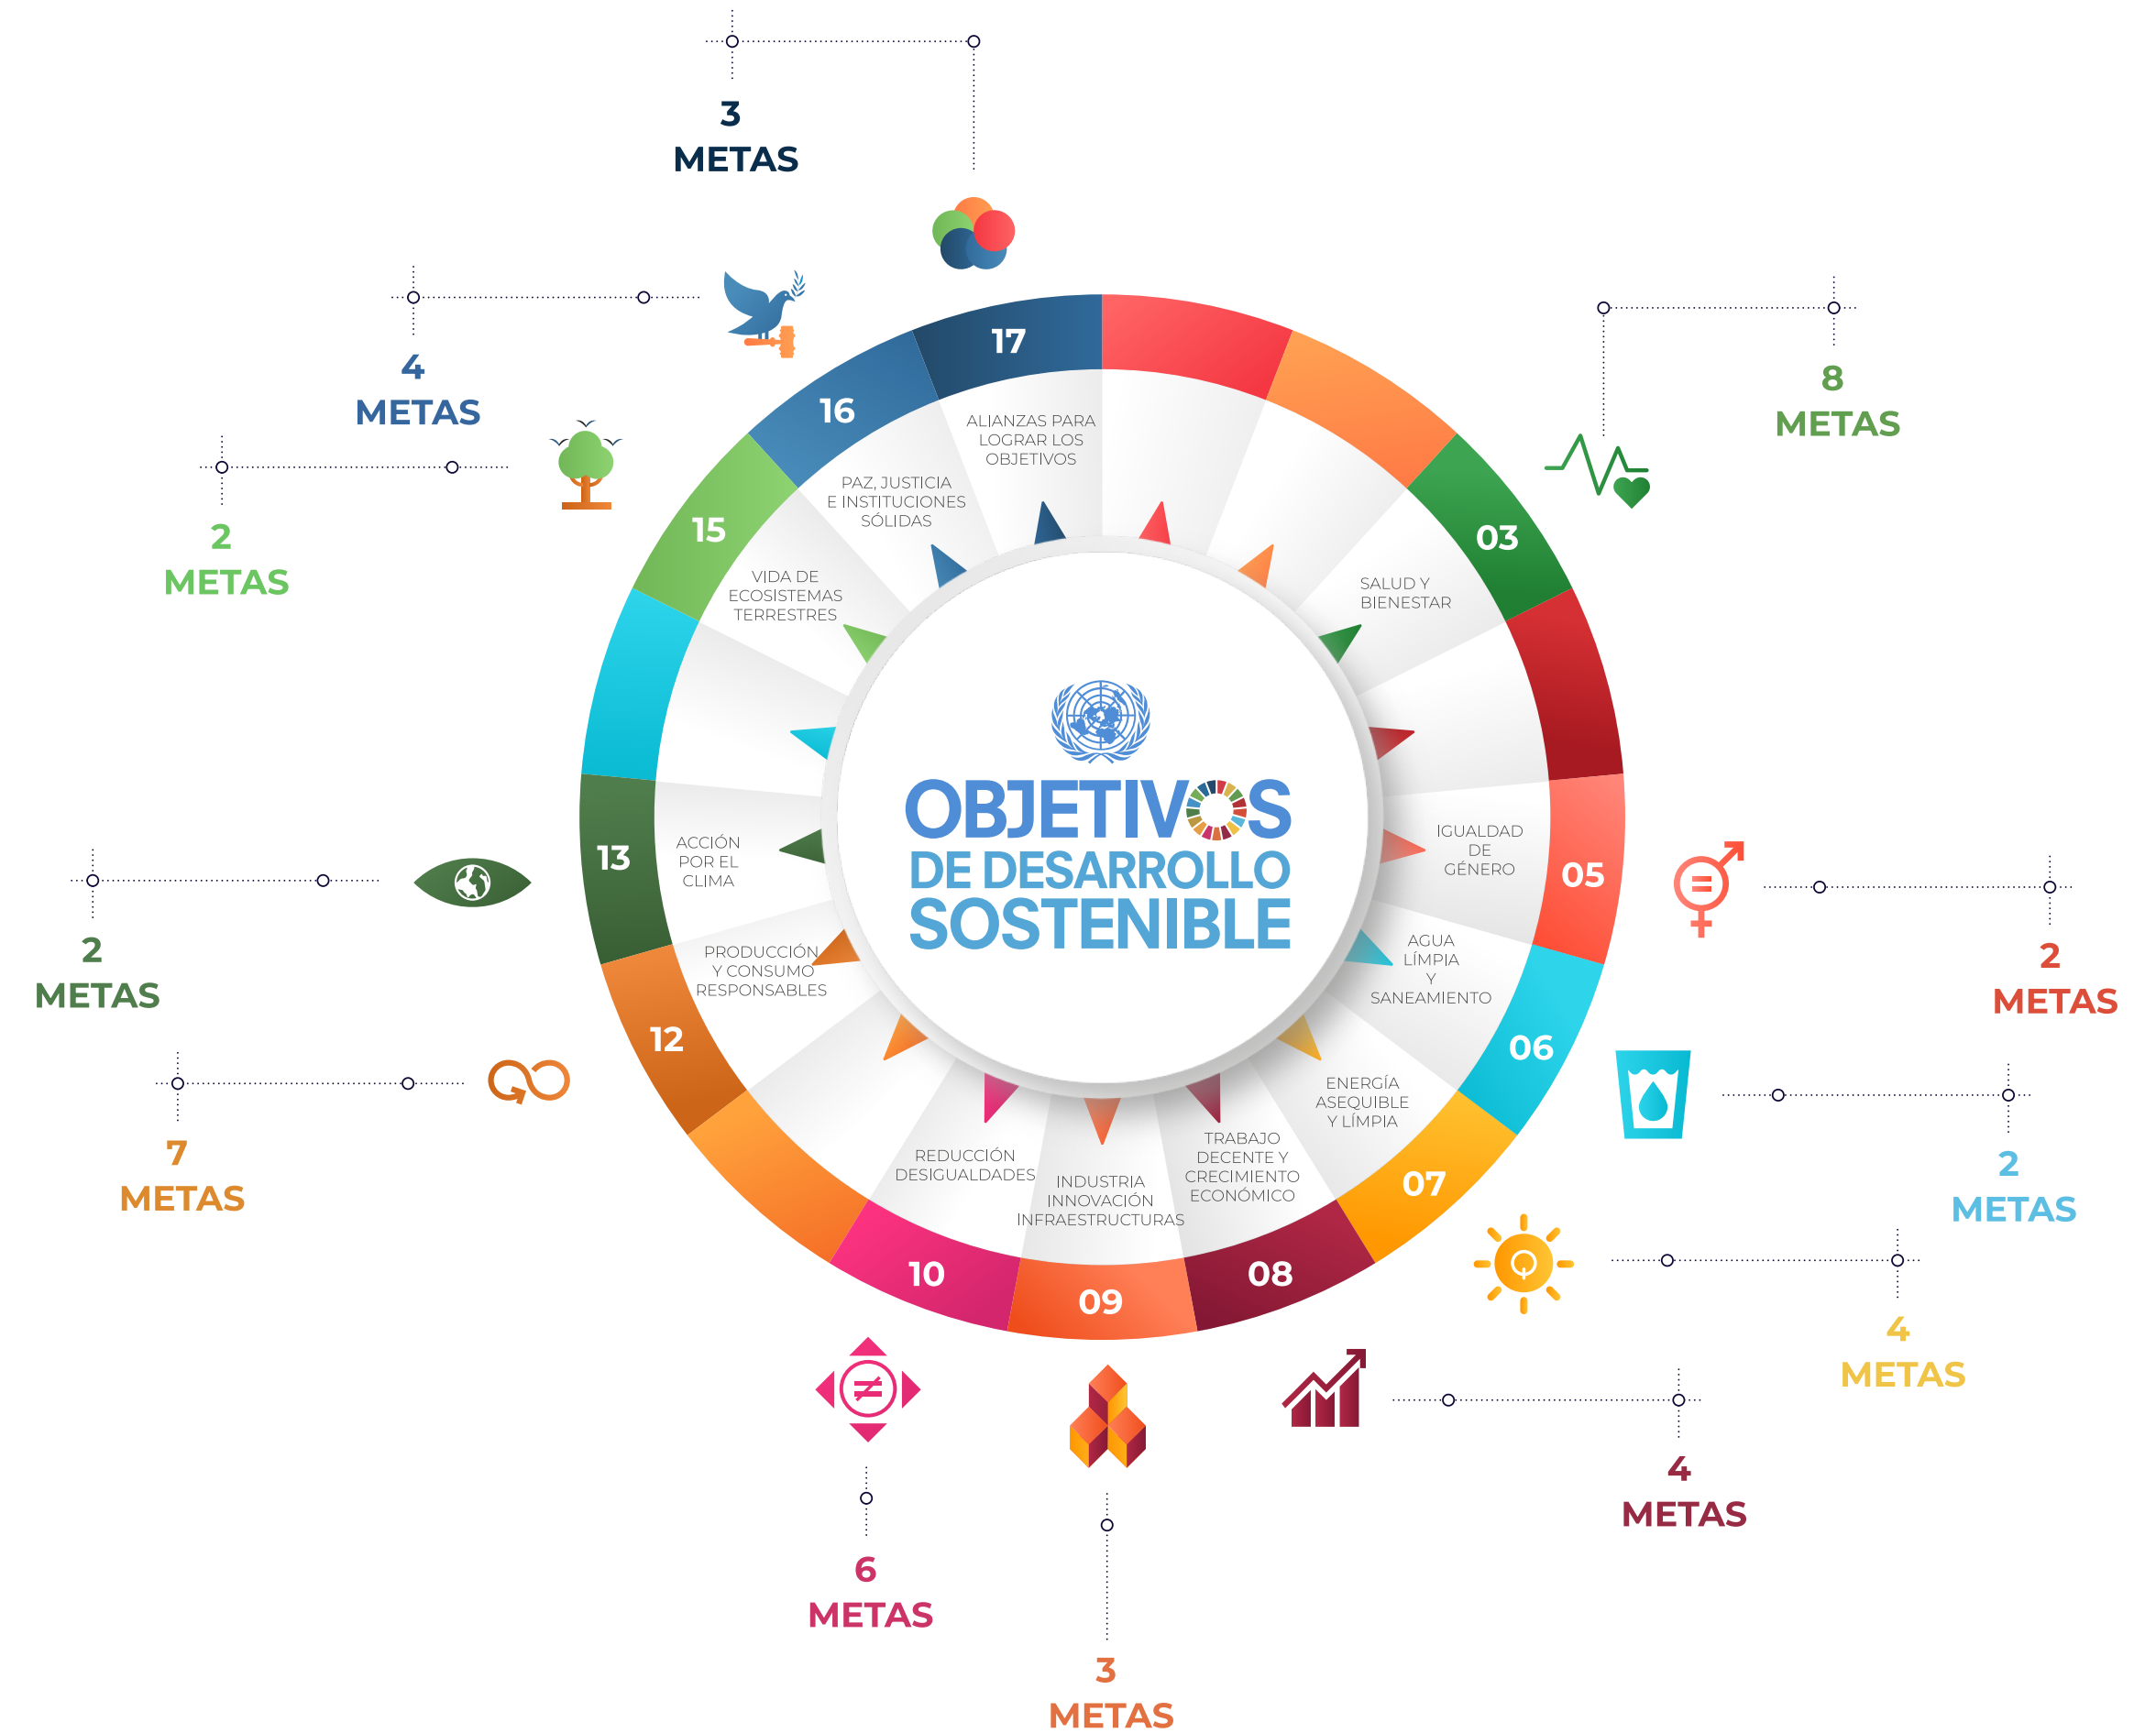 3
METAS
4
METAS
2
METAS
2
METAS
7
METAS
8
METAS
2
METAS
2
METAS
4
METAS
4
METAS
6
METAS
3
METAS
17
ALIANZAS PARA
LOGRAR LOS
OBJETIVOS
16
PAZ, JUSTICIA
E INSTITUCIONES
SÓLIDAS
15
VIDA DE
ECOSISTEMAS
TERRESTRES
13
ACCIÓN
POR EL
CLIMA
12
PRODUCCIÓN
Y CONSUMO
RESPONSABLES
10
REDUCCIÓN
DESIGUALDADES
09
INDUSTRIA
INNOVACIÓN
INFRAESTRUCTURAS
08
TRABAJO
DECENTE Y
CRECIMIENTO
ECONÓMICO
07
ENERGÍA
ASEQUIBLE
Y LÍMPIA
06
AGUA
LÍMPIA
Y
SANEAMIENTO
05
IGUALDAD
DE
GÉNERO
03
SALUD Y
BIENESTAR
OBJETIVOS
DE DESARROLLO
SOSTENIBLE